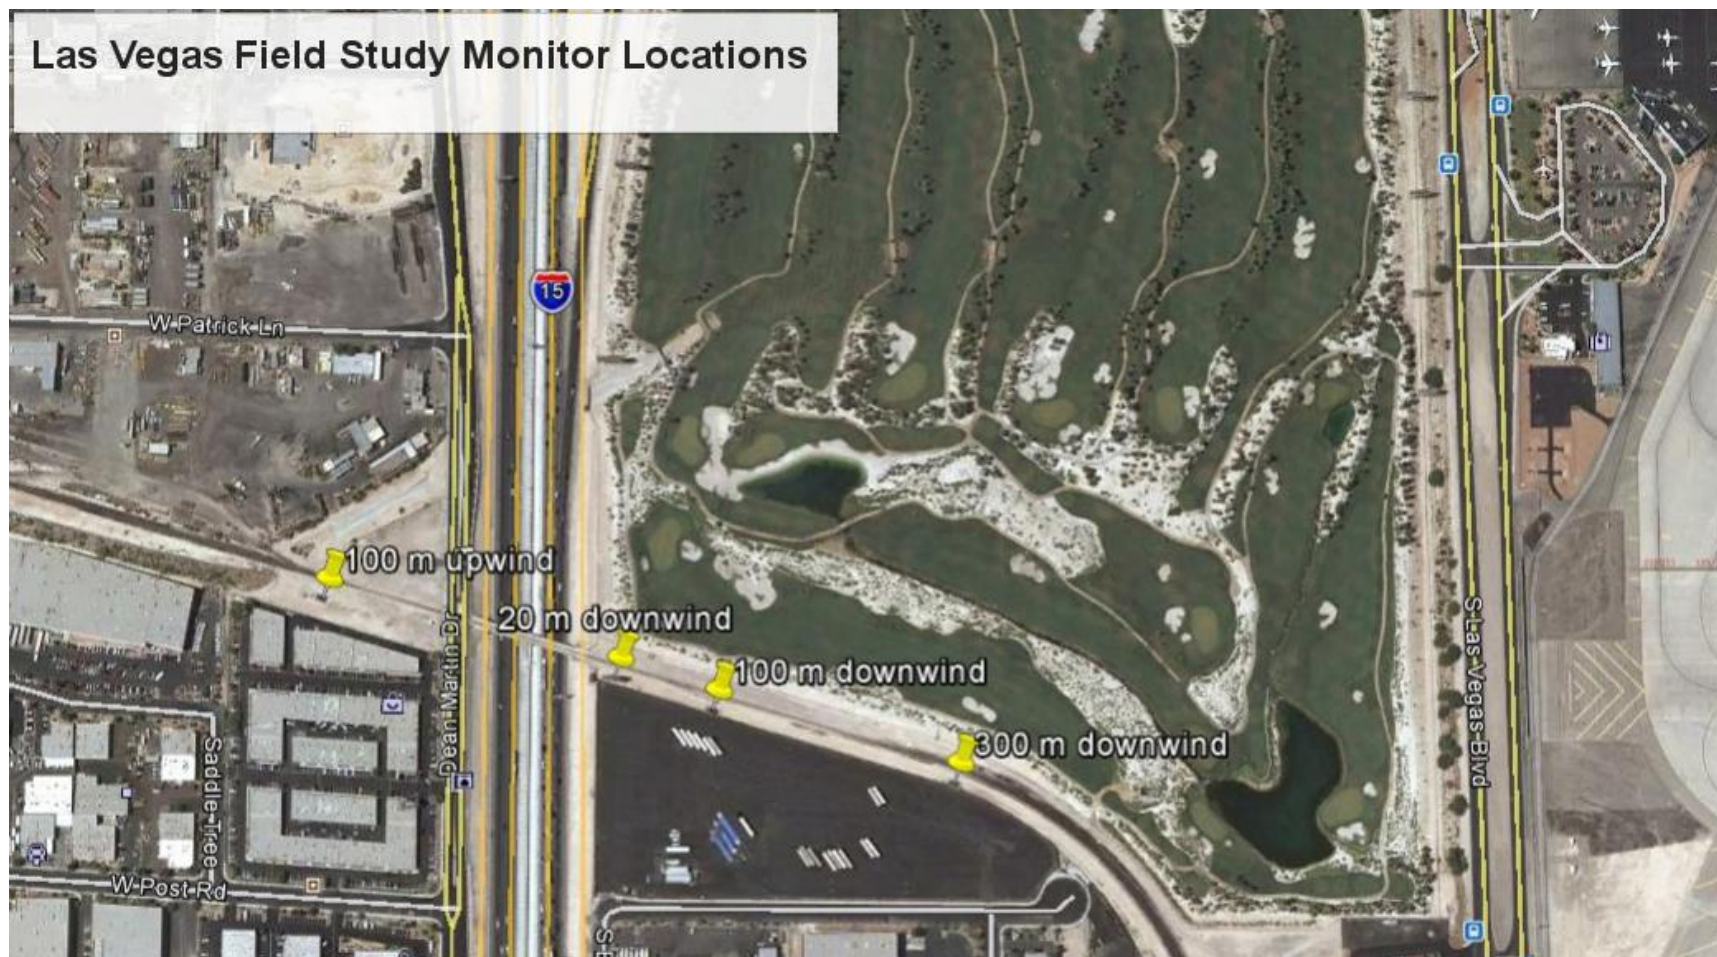 Las Vegas Field Study Monitor Locations
15
W Patrick Ln
100 m upwind
20 m downwind
100 m downwind
300 m downwind
Dean Martin Dr
Saddle Tree
W Post Rd
S Las Vegas Blvd